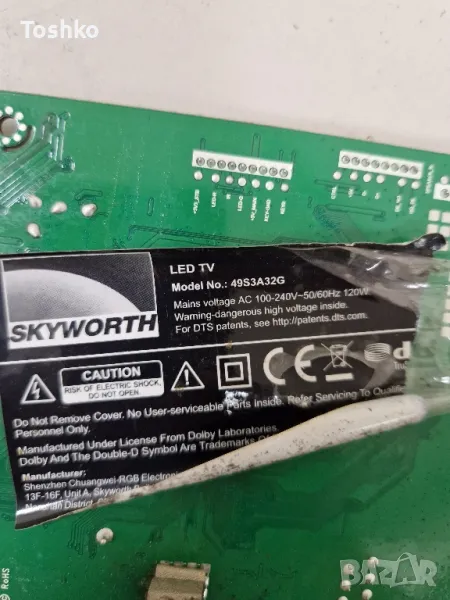 Toshko
LED TV
Model No.: 49S3A32G
Mains voltage AC 100-240V~50/60Hz 120W
Warning-dangerous high voltage inside.
For DTS patents, see http://patents.dts.com.
SKYWORTH
CAUTION
RISK OF ELECTRIC SHOCK,
DO NOT OPEN.
CE
Do Not Remove Cover. No User-serviceable Parts Inside. Refer Servicing To
Personnel Only.
Manufactured Under License From Dolby Laboratories.
Dolby And The Double-D Symbol Are Trademarks
Manufacturer:
Shenzhen Chuangwei-RGB
13F-16F, Unit A, Skyworth
RoHS
BAZAR